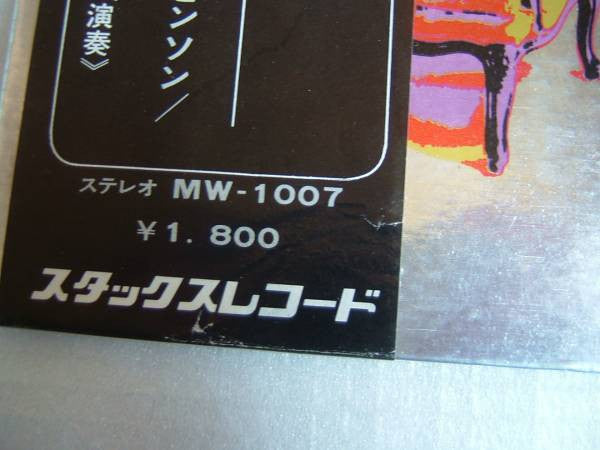 ンソン／
演奏》
ステレオ MW-1007
¥1.800
スタックスレコード